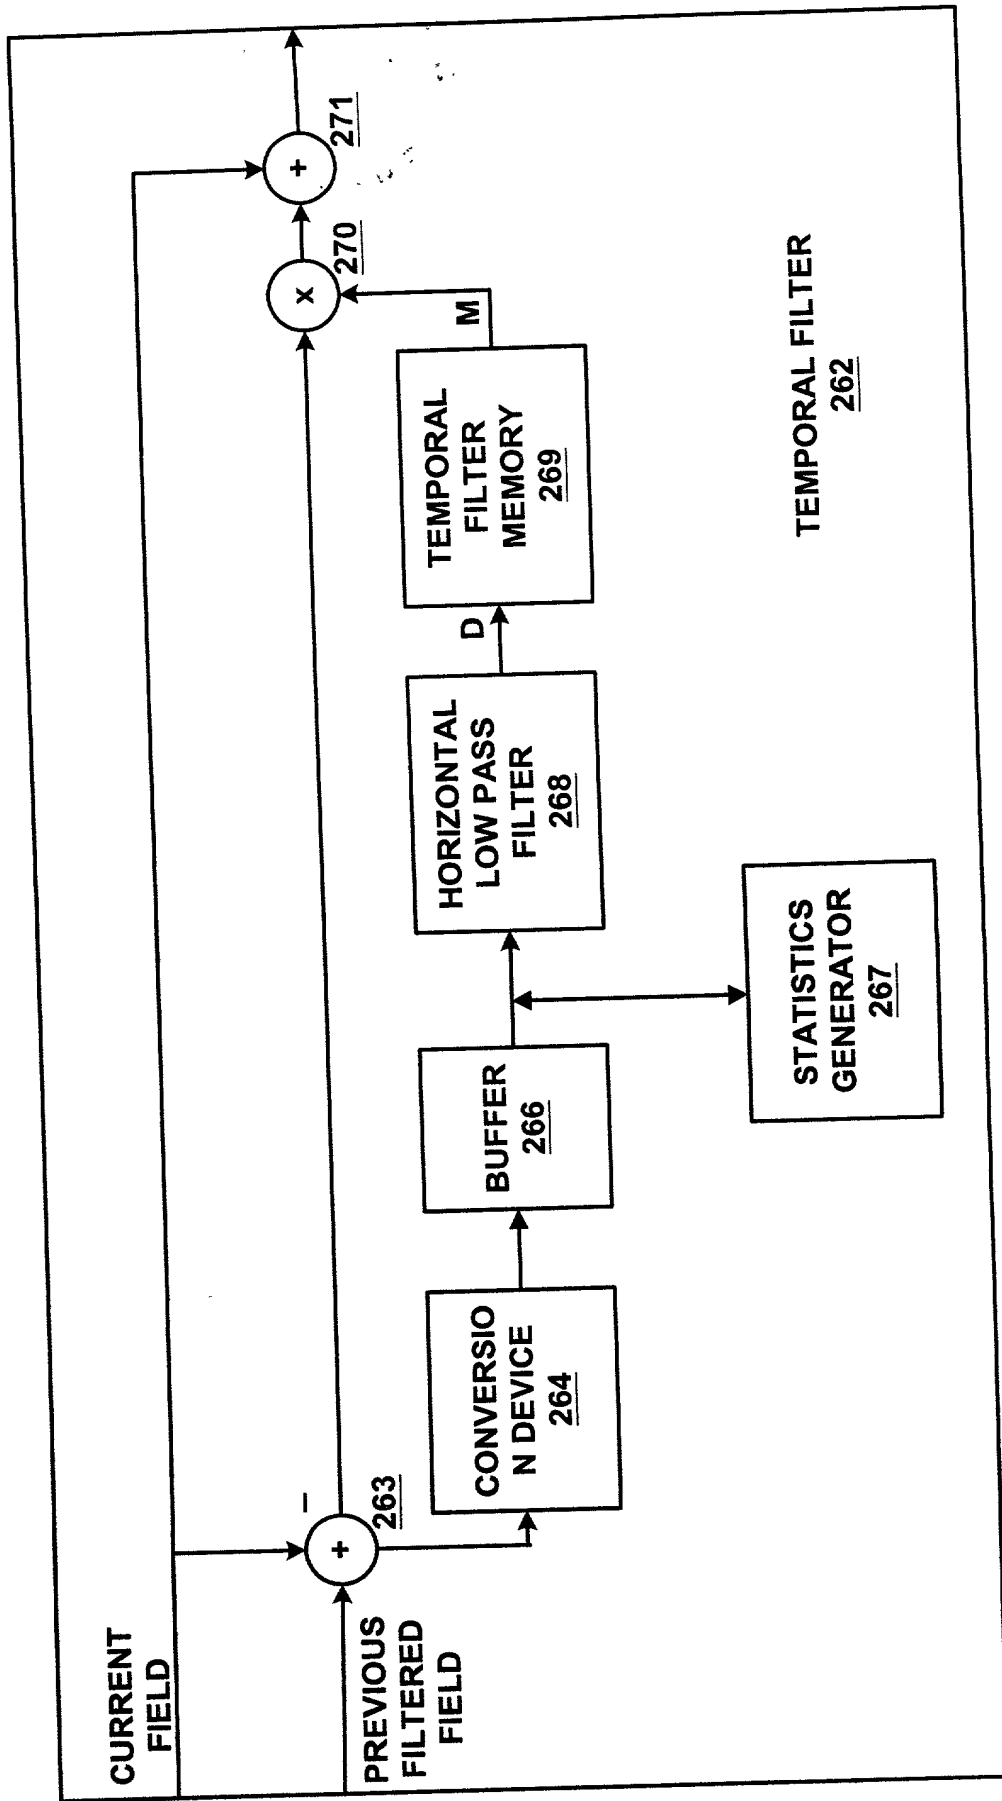 CURRENT
FIELD
PREVIOUS
FILTERED
FIELD
–
+
263
CONVERSIO
N DEVICE
264
BUFFER
266
STATISTICS
GENERATOR
267
HORIZONTAL
LOW PASS
FILTER
268
D
TEMPORAL
FILTER
MEMORY
269
M
x
270
+
271
TEMPORAL FILTER
262